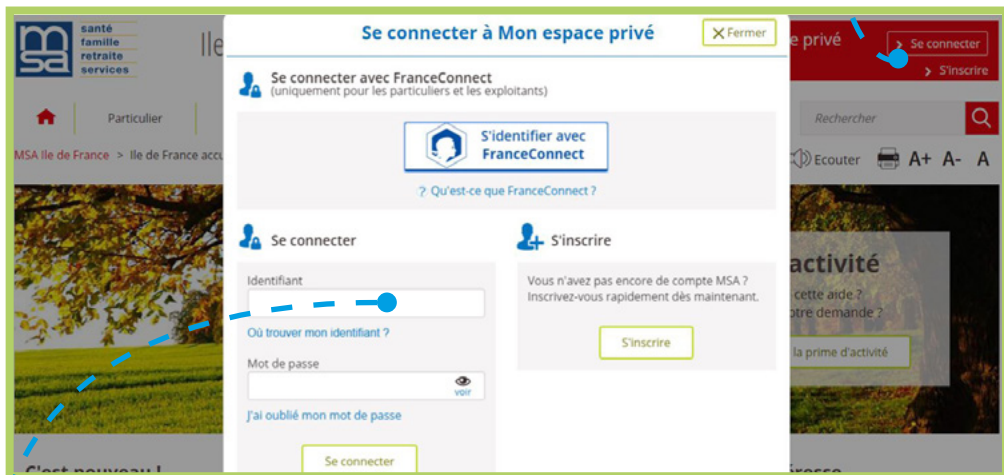 msa
santé
famille
retraite
services
Ile
Se connecter à Mon espace privé
Fermer
e privé
Se connecter
S'inscrire
Se connecter avec FranceConnect
(uniquement pour les particuliers et les exploitants)
Particulier
Rechercher
S'identifier avec
FranceConnect
MSA Ile de France > Ile de France accu
Ecouter A+ A- A
? Qu'est-ce que FranceConnect ?
Se connecter
S'inscrire
Identifiant
Où trouver mon identifiant ?
Mot de passe
voir
J'ai oublié mon mot de passe
Se connecter
Vous n'avez pas encore de compte MSA ?
Inscrivez-vous rapidement dès maintenant.
S'inscrire
activité
cette aide ?
otre demande ?
la prime d'activité
C'est nouveau !